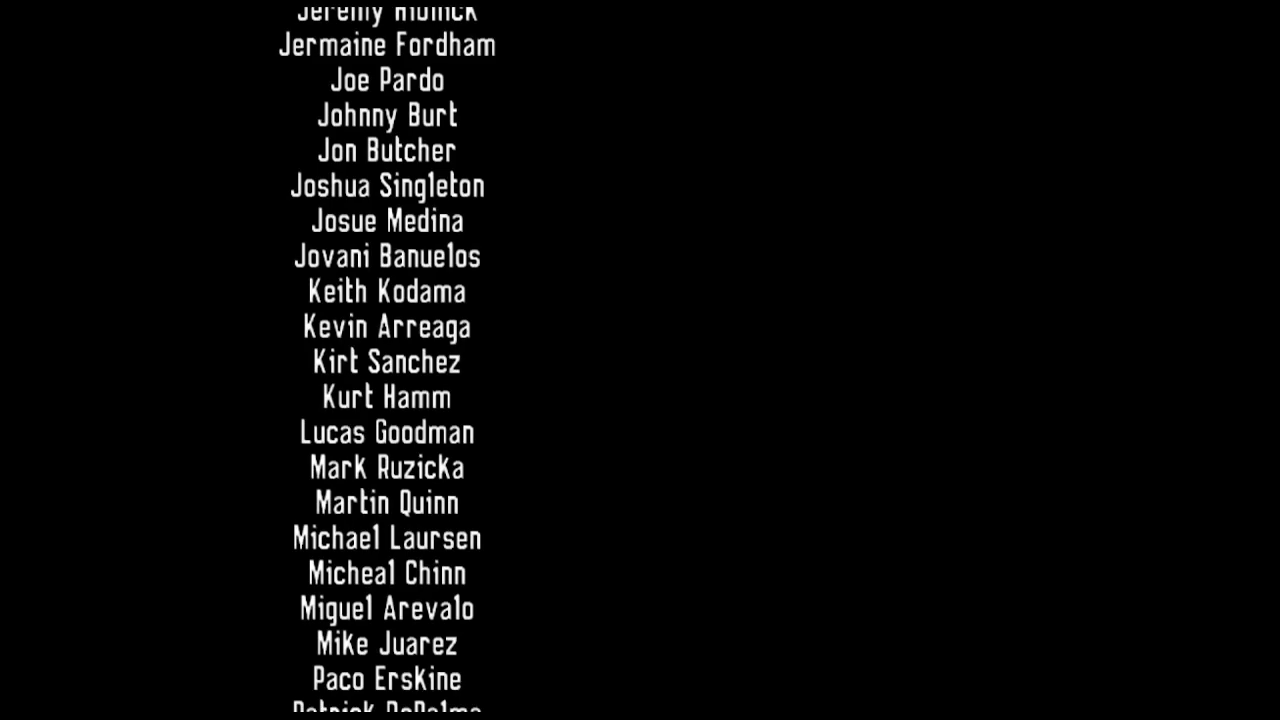 Jeremy
Jermaine Fordham
Joe Pardo
Johnny Burt
Jon Butcher
Joshua Singleton
Josue Medina
Jovani Banuelos
Keith Kodama
Kevin Arreaga
Kirt Sanchez
Kurt Hamm
Lucas Goodman
Mark Ruzicka
Martin Quinn
Michael Laursen
Micheal Chinn
Miguel Arevalo
Mike Juarez
Paco Erskine
Patrick